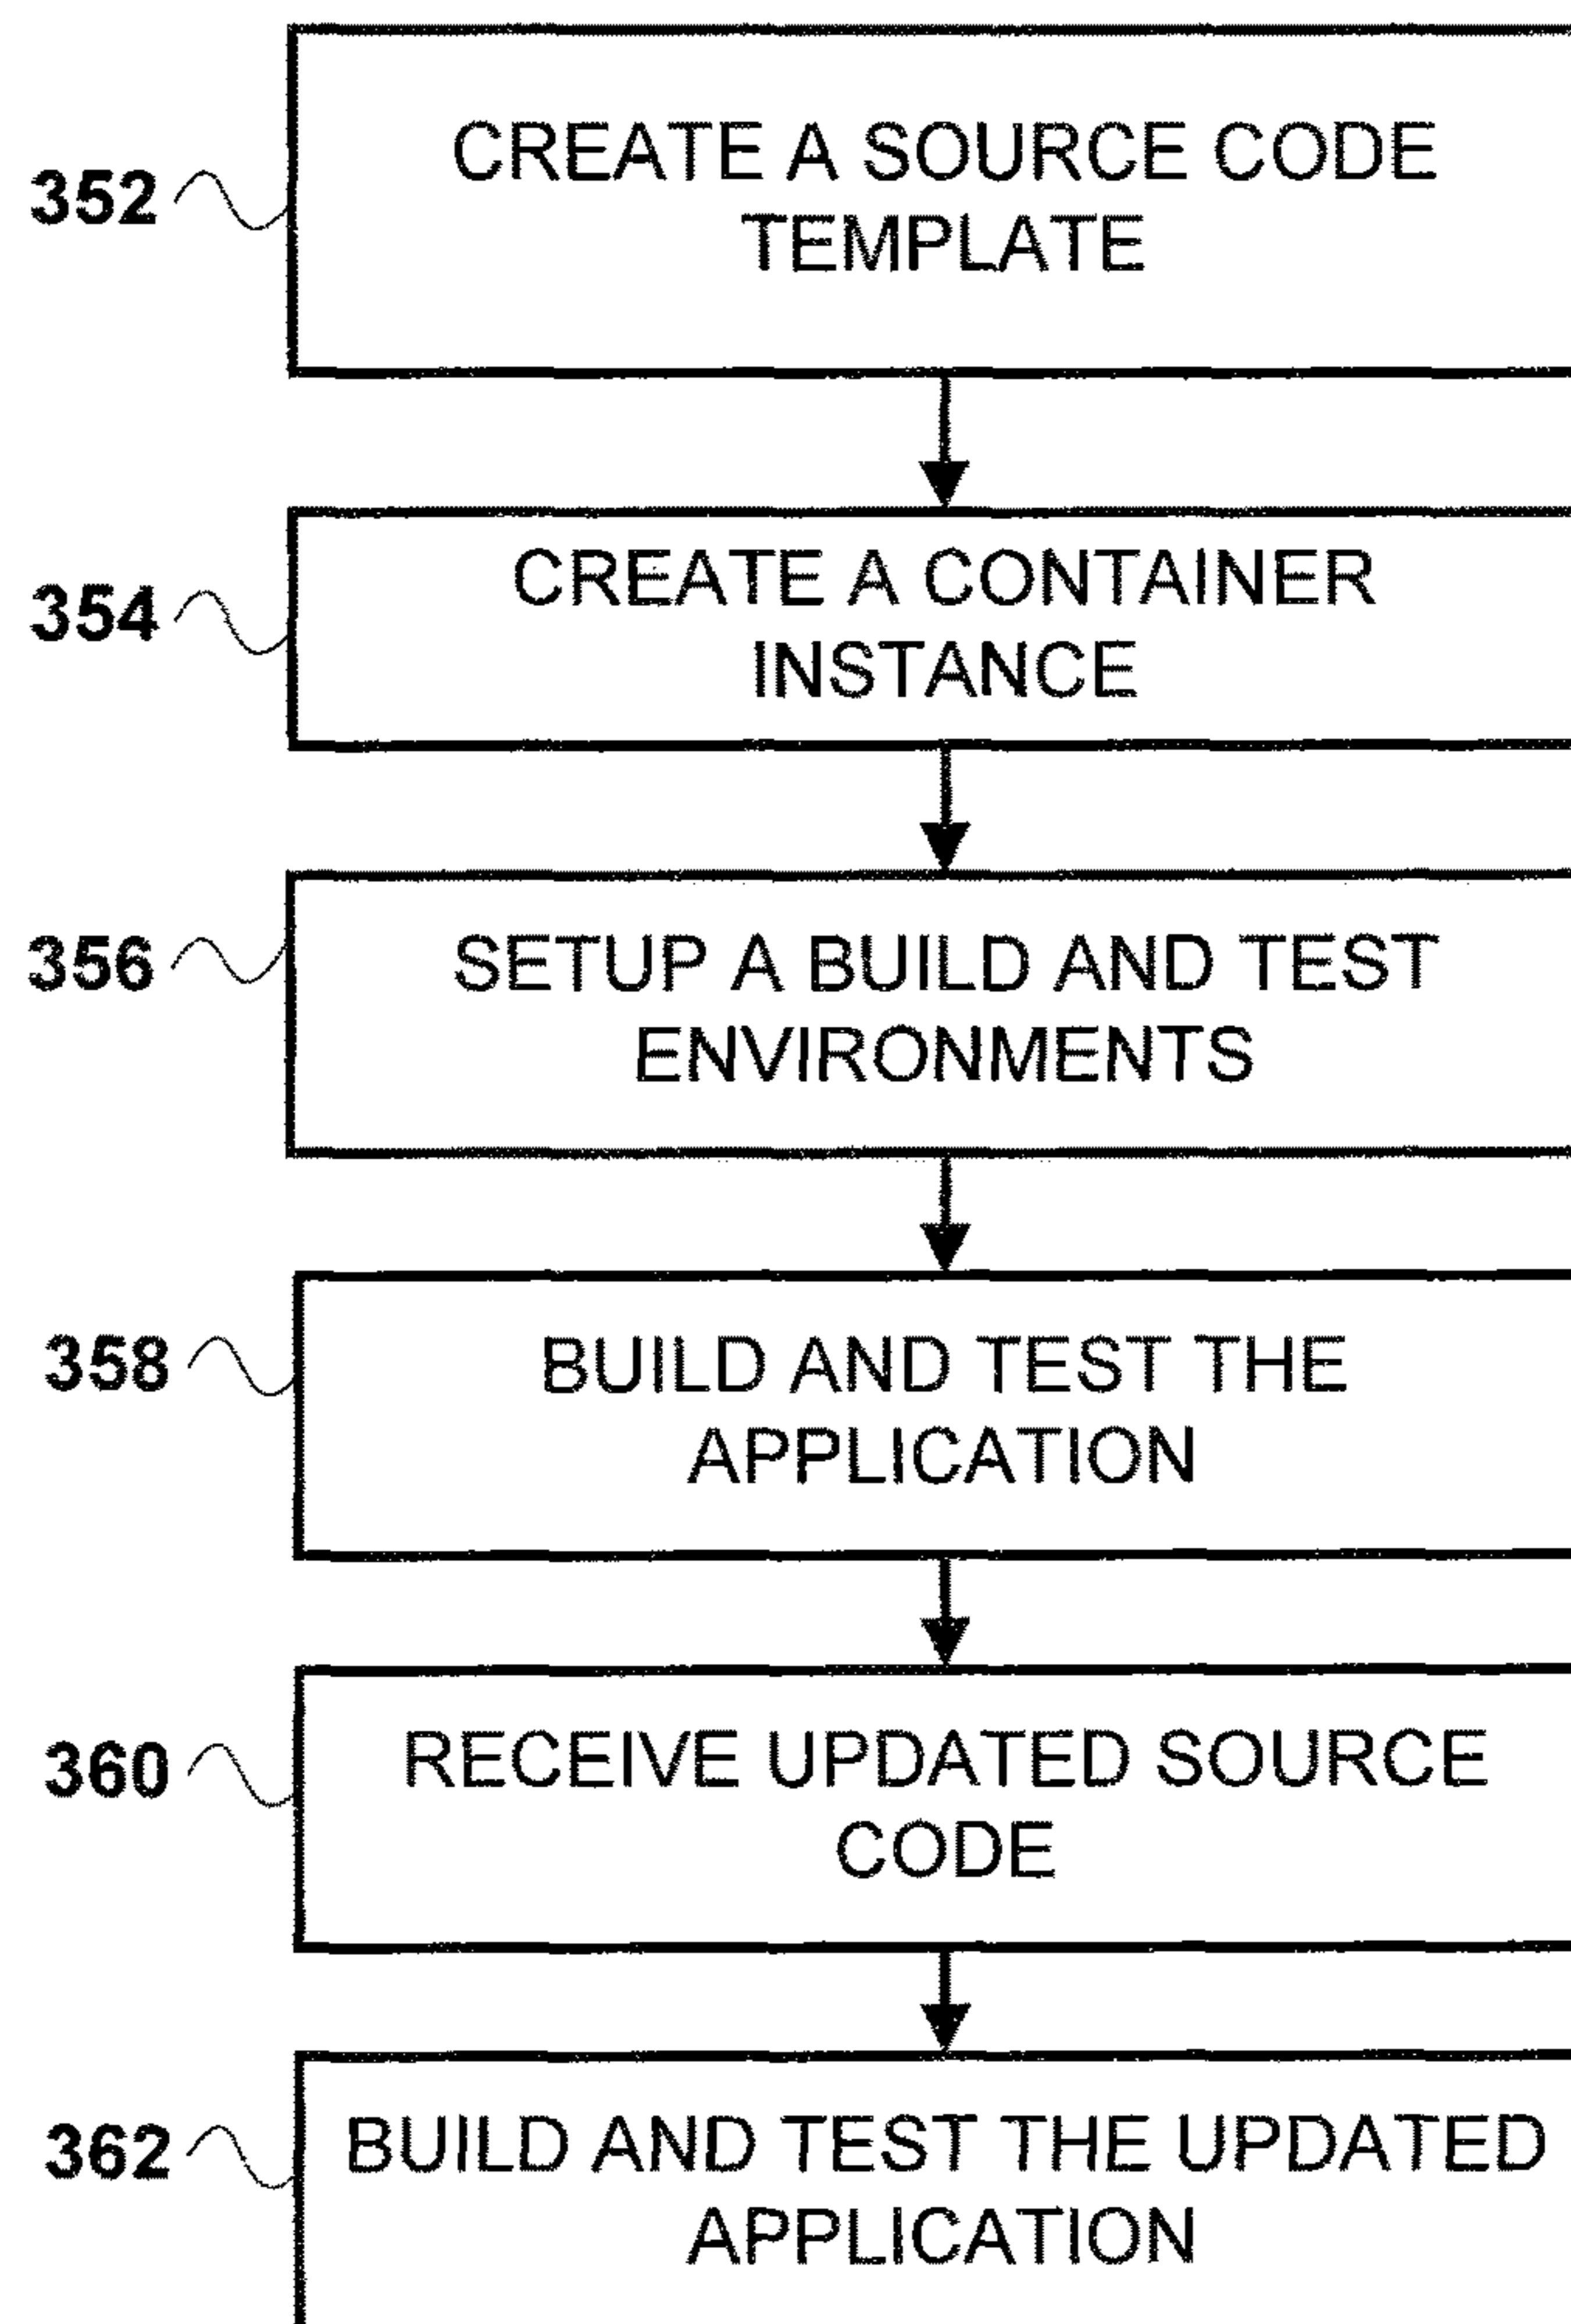 352
CREATE A SOURCE CODE
TEMPLATE
354
CREATE A CONTAINER
INSTANCE
356
SETUP A BUILD AND TEST
ENVIRONMENTS
358
BUILD AND TEST THE
APPLICATION
360
RECEIVE UPDATED SOURCE
CODE
362
BUILD AND TEST THE UPDATED
APPLICATION